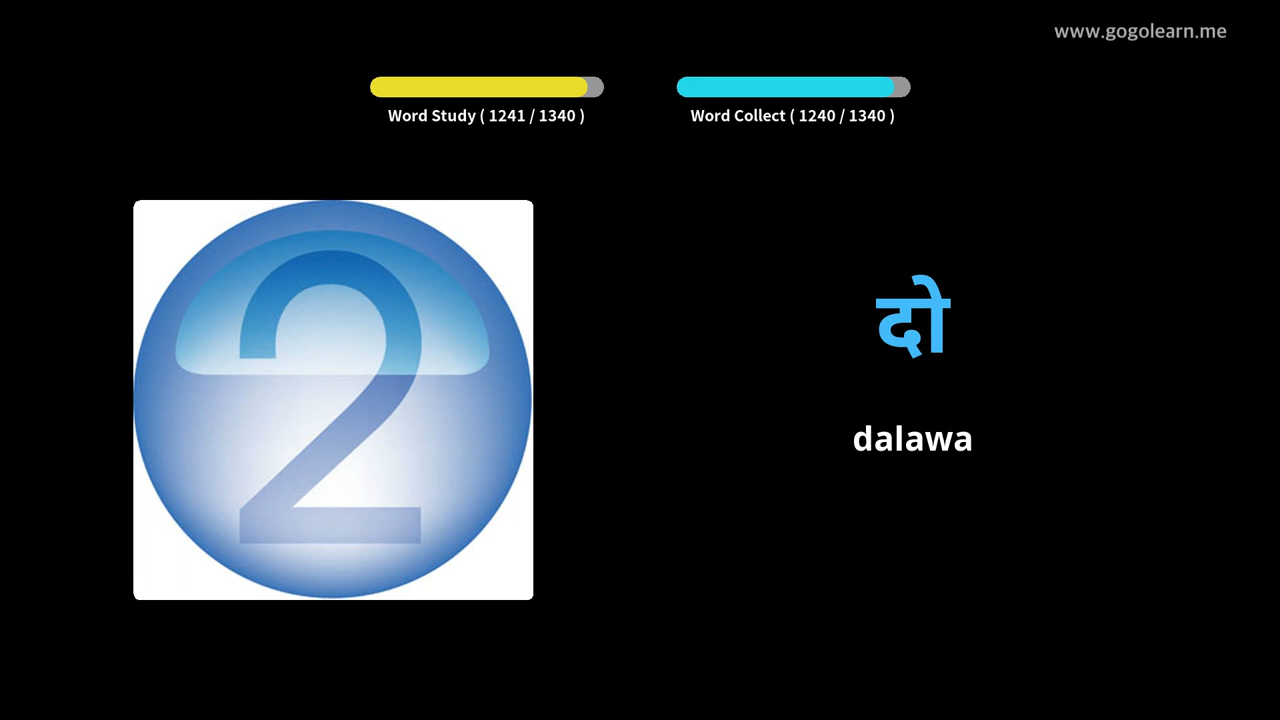 www.gogolearn.me
Word Study ( 1241 / 1340 )
Word Collect ( 1240 / 1340 )
2
दो
dalawa